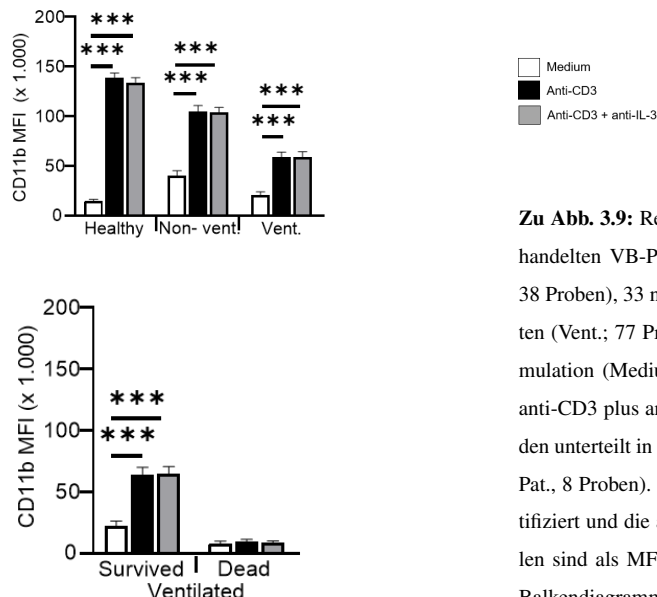 200
150
100
50
0
CD11b MFI (x 1.000)
*** *** *** *** *** ***
Healthy Non- vent. Vent.
Medium
Anti-CD3
Anti-CD3 + anti-IL-3
200
150
100
50
0
CD11b MFI (x 1.000)
***
***
Survived Dead
Ventilated
Zu Abb. 3.9: Re
handelten VB-P
38 Proben), 33 n
ten (Vent.; 77 Pr
mulation (Mediu
anti-CD3 plus an
den unterteilt in
Pat., 8 Proben).
tifiziert und die a
len sind als MF
Balkendiagramm